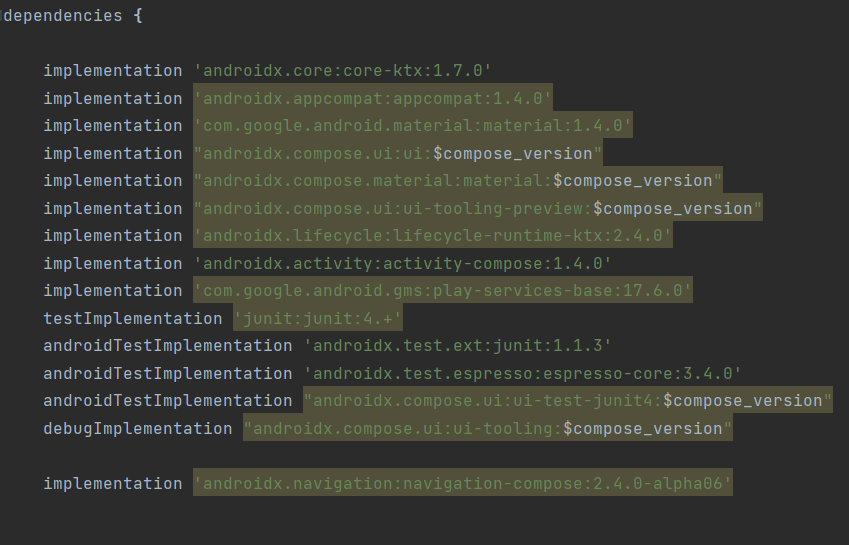 dependencies {
implementation 'androidx.core:core-ktx:1.7.0'
implementation 'androidx.appcompat:appcompat:1.4.0'
implementation 'com.google.android.material:material:1.4.0'
implementation "androidx.compose.ui:ui:$compose_version"
implementation "androidx.compose.material:material:$compose_version"
implementation "androidx.compose.ui:ui-tooling-preview:$compose_version"
implementation 'androidx.lifecycle:lifecycle-runtime-ktx:2.4.0'
implementation 'androidx.activity:activity-compose:1.4.0'
implementation 'com.google.android.gms:play-services-base:17.6.0'
testImplementation 'junit:junit:4.+'
androidTestImplementation 'androidx.test.ext:junit:1.1.3'
androidTestImplementation 'androidx.test.espresso:espresso-core:3.4.0'
androidTestImplementation "androidx.compose.ui:ui-test-junit4:$compose_version"
debugImplementation "androidx.compose.ui:ui-tooling:$compose_version"
implementation 'androidx.navigation:navigation-compose:2.4.0-alpha06'